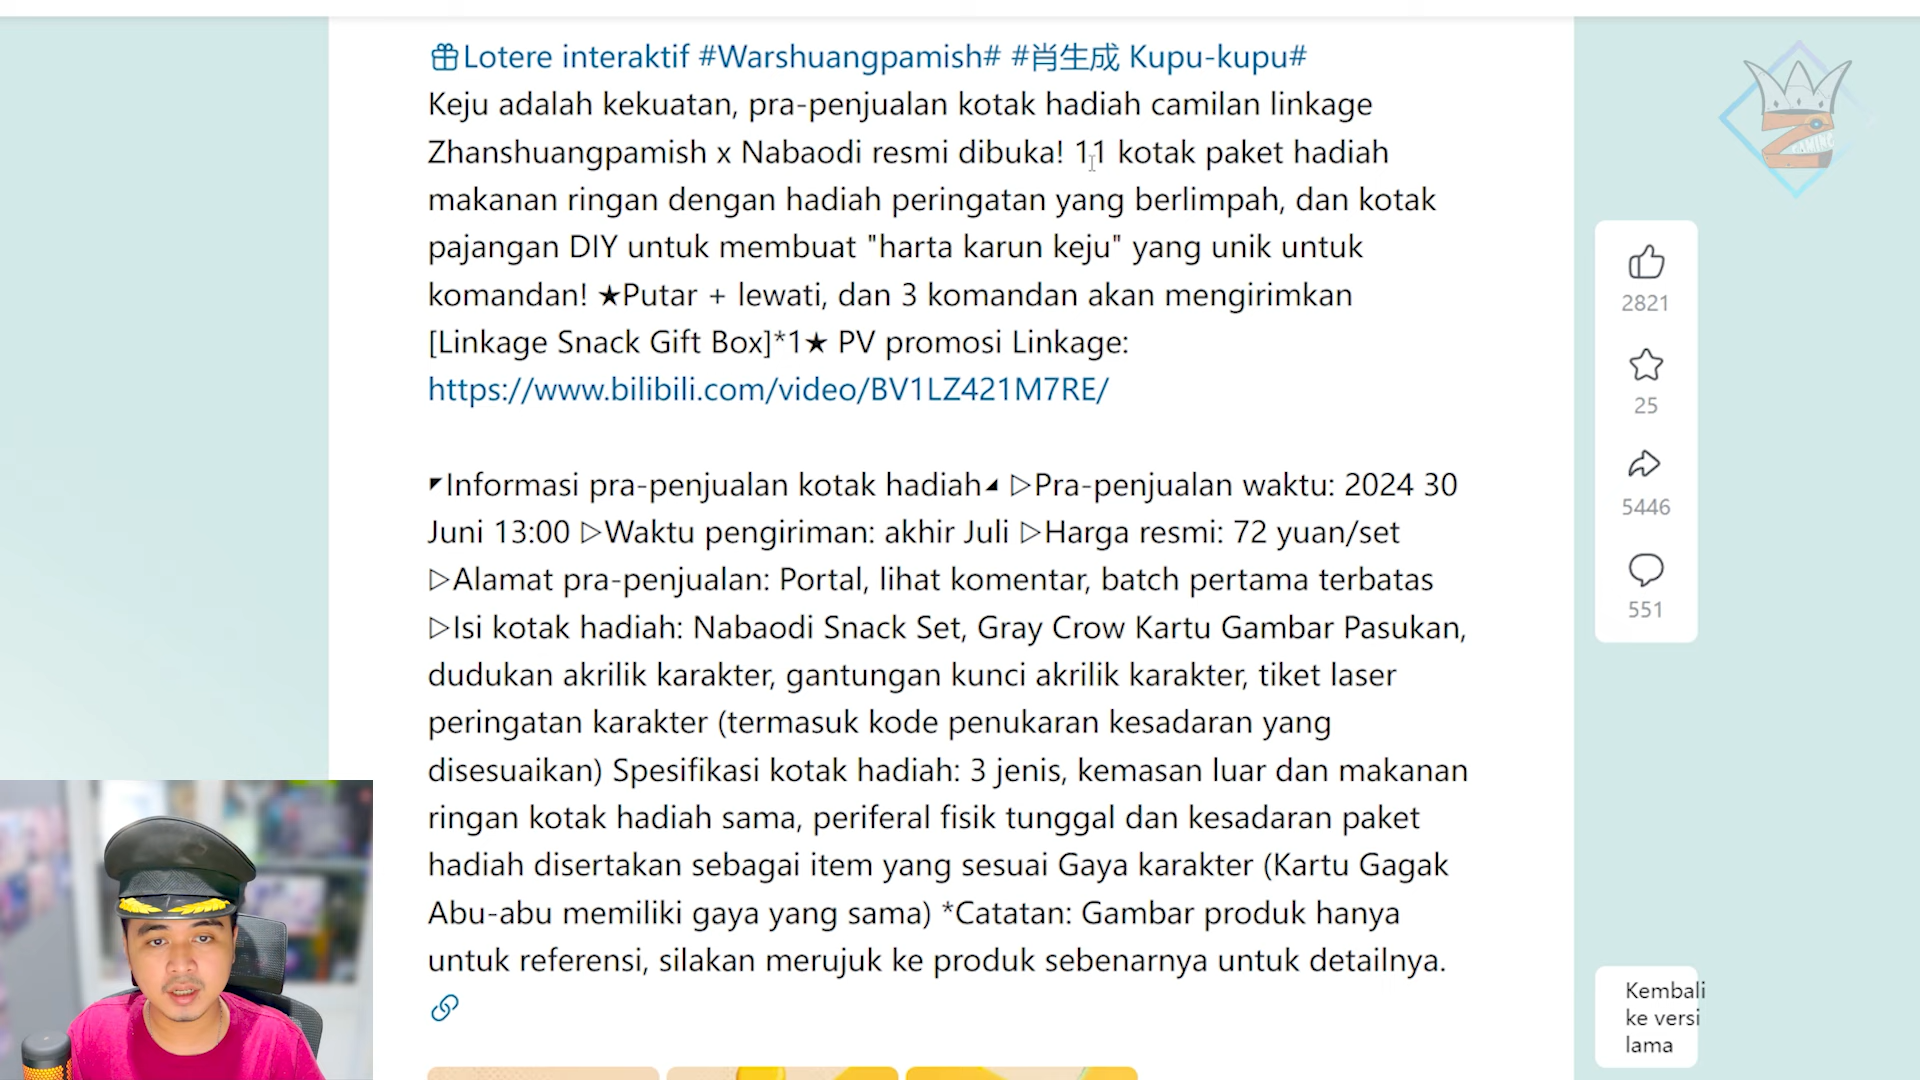 Lotere interaktif #Warshuangpamish# #肖生成 Kupu-kupu#
Keju adalah kekuatan, pra-penjualan kotak hadiah camilan linkage
Zhanshuangpamish x Nabaodi resmi dibuka! 11 kotak paket hadiah
makanan ringan dengan hadiah peringatan yang berlimpah, dan kotak
pajangan DIY untuk membuat "harta karun keju" yang unik untuk
komandan! ★Putar + lewati, dan 3 komandan akan mengirimkan
[Linkage Snack Gift Box]*1★ PV promosi Linkage:
https://www.bilibili.com/video/BV1LZ421M7RE/
◤Informasi pra-penjualan kotak hadiah◢ ▷Pra-penjualan waktu: 2024 30
Juni 13:00 ▷Waktu pengiriman: akhir Juli ▷Harga resmi: 72 yuan/set
▷Alamat pra-penjualan: Portal, lihat komentar, batch pertama terbatas
▷Isi kotak hadiah: Nabaodi Snack Set, Gray Crow Kartu Gambar Pasukan,
dudukan akrilik karakter, gantungan kunci akrilik karakter, tiket laser
peringatan karakter (termasuk kode penukaran kesadaran yang
disesuaikan) Spesifikasi kotak hadiah: 3 jenis, kemasan luar dan makanan
ringan kotak hadiah sama, periferal fisik tunggal dan kesadaran paket
hadiah disertakan sebagai item yang sesuai Gaya karakter (Kartu Gagak
Abu-abu memiliki gaya yang sama) *Catatan: Gambar produk hanya
untuk referensi, silakan merujuk ke produk sebenarnya untuk detailnya.
2821
25
5446
551
Kembali
ke versi
lama
GAMING